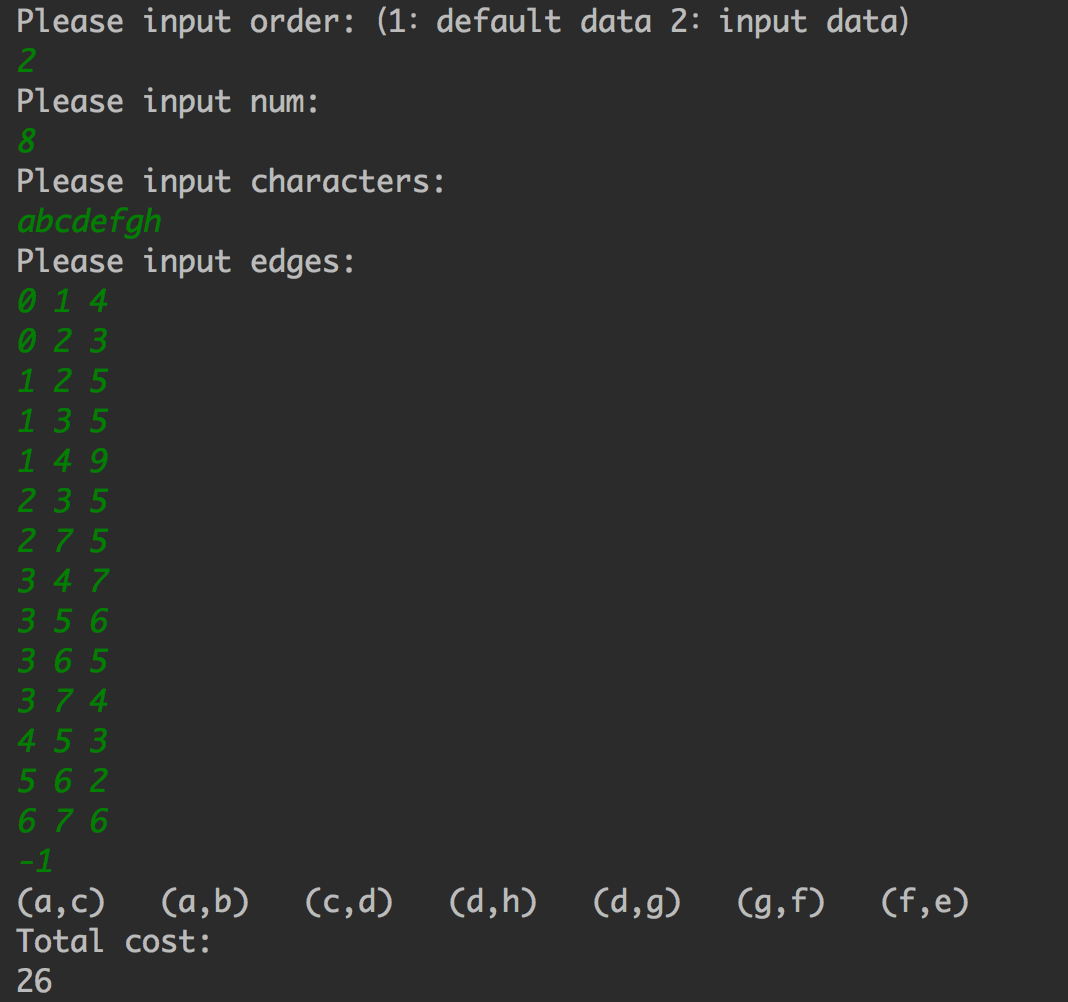 Please input order: (1: default data 2: input data)
2
Please input num:
8
Please input characters:
abcdefgh
Please input edges:
0 1 4
0 2 3
1 2 5
1 3 5
1 4 9
2 3 5
2 7 5
3 4 7
3 5 6
3 6 5
3 7 4
4 5 3
5 6 2
6 7 6
-1
(a,c)   (a,b)   (c,d)   (d,h)   (d,g)   (g,f)   (f,e)
Total cost:
26